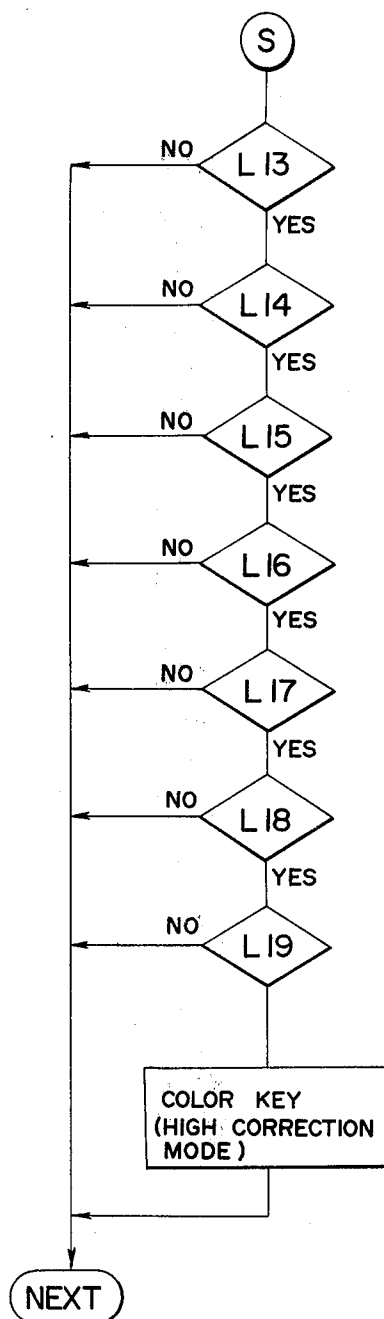 S
NO
L13
YES
NO
L14
YES
NO
L15
YES
NO
L16
YES
NO
L17
YES
NO
L18
YES
NO
L19
COLOR KEY
(HIGH CORRECTION
MODE)
NEXT